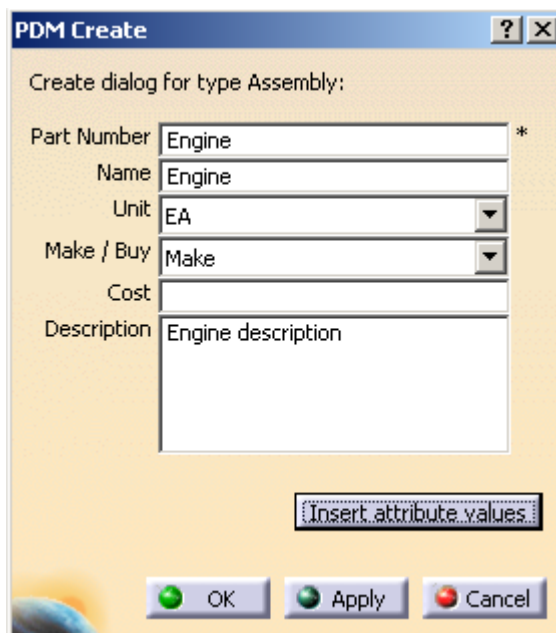 PDM Create ? X
Create dialog for type Assembly:
Part Number Engine *
Name Engine
Unit EA
Make / Buy Make
Cost
Description Engine description
Insert attribute values
OK Apply Cancel